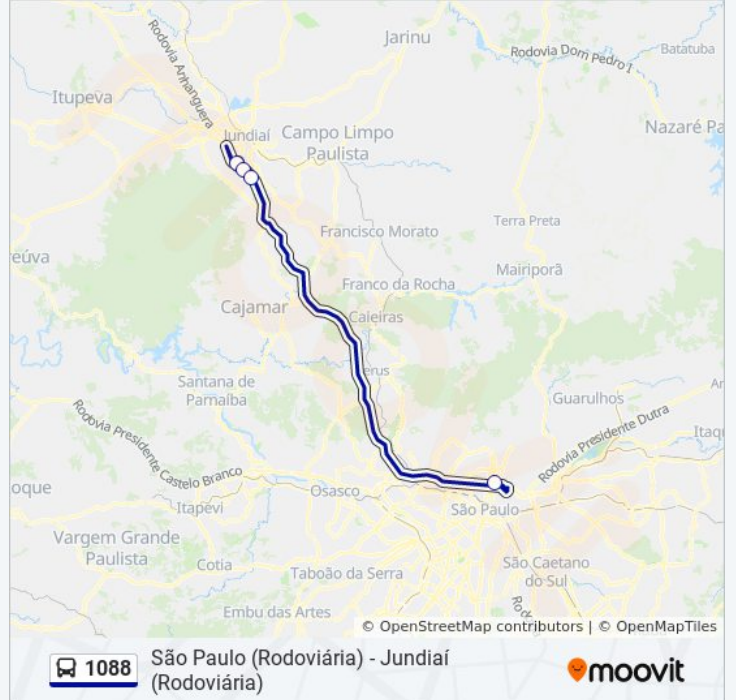 Jarinu
Rodovia Anhanguera
Rodovia Dom Pedro I
Batatuba
Itupeva
Nazaré Pa
Jundiaí
Campo Limpo
Paulista
Terra Preta
Francisco Morato
reúva
Mairiporã
Franco da Rocha
Cajamar
Caieiras
erus
Santana de
Parnaíba
Ar
Guarulhos
Rodovia Presidente Dutra
Itaqu
Rodovia Presidente Castelo Branco
oque
Osasco
Itapevi
São Paulo
Vargem Grande
Paulista
Cotia
Taboão da Serra
São Caetano
do Sul
Embu das Artes
Ro
© OpenStreetMap contributors | © OpenMapTiles
1088
São Paulo (Rodoviária) - Jundiaí
(Rodoviária)
moovit